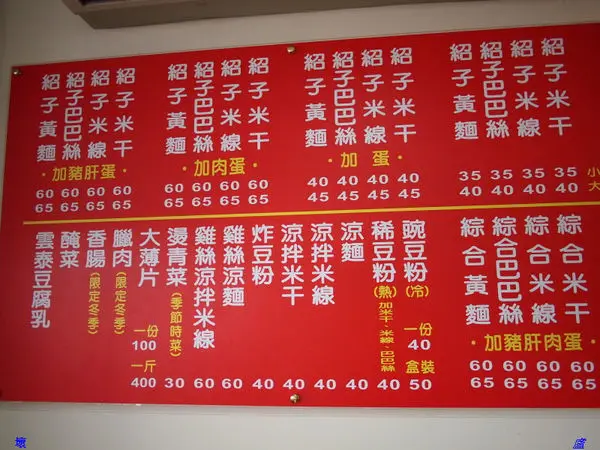 紹子米干
紹子米線
紹子巴巴絲
紹子黃麵
35 35 35 35 小
40 40 40 40 大
紹子米干
紹子米線
紹子巴巴絲
紹子黃麵
·加蛋·
40 40 40 40
45 45 45 45
紹子米干
紹子米線
紹子巴巴絲
紹子黃麵
·加肉蛋·
60 60 60 60
65 65 65 65
紹子米干
紹子米線
紹子巴巴絲
紹子黃麵
·加豬肝蛋·
60 60 60 60
65 65 65 65
綜合米干
綜合米線
綜合巴巴絲
綜合黃麵
·加豬肝肉蛋·
60 60 60 60
65 65 65 65
豌豆粉(冷) 一份 40 盒裝 50
稀豆粉(熱)加米干、米線、巴巴絲 40
涼麵 40
涼拌米線 40
涼拌米干 40
炸豆粉 40
雞絲涼麵 60
雞絲涼拌米線 60
燙青菜(季節時菜) 30
大薄片 一份 100 一斤 400
臘肉(限定冬季)
香腸(限定冬季)
醃菜
雲泰豆腐乳
壞